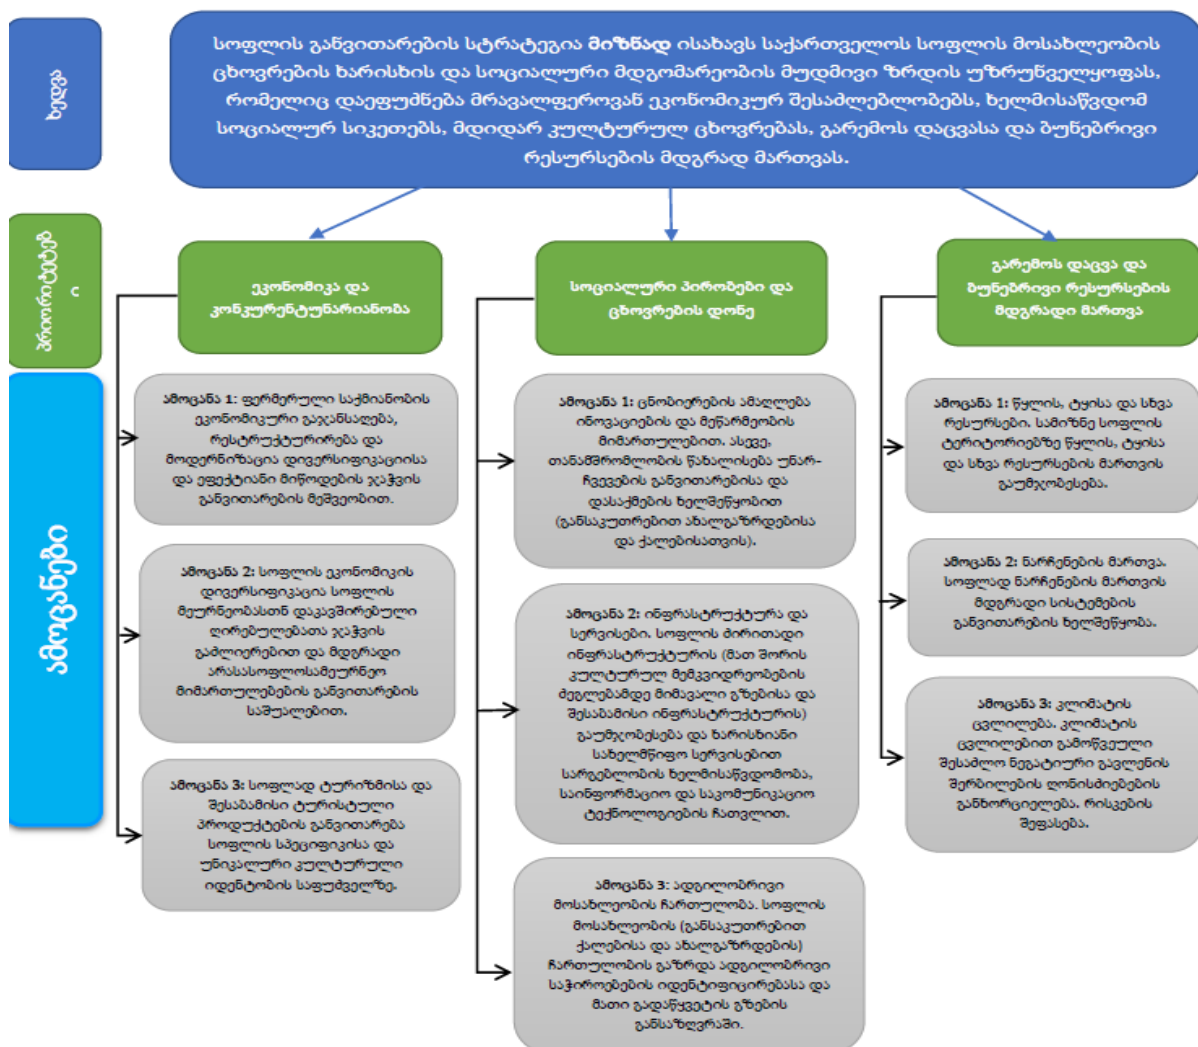 ხედვა
სოფლის განვითარების სტრატეგია მიზნად ისახავს საქართველოს სოფლის მოსახლეობის
ცხოვრების ხარისხის და სოციალური მდგომარეობის მუდმივი ზრდის უზრუნველყოფას,
რომელიც დაეფუძნება მრავალფეროვან ეკონომიკურ შესაძლებლობებს, ხელმისაწვდომ
სოციალურ სიკეთებს, მდიდარ კულტურულ ცხოვრებას, გარემოს დაცვასა და ბუნებრივი
რესურსების მდგრად მართვას.
პრიორიტეტებ
ი
ეკონომიკა და
კონკურენტუნარიანობა
სოციალური პირობები და
ცხოვრების დონე
გარემოს დაცვა და
ბუნებრივი რესურსების
მდგრადი მართვა
ამოცანები
ამოცანა 1: ფერმერული საქმიანობის
ეკონომიკური გაჯანსაღება,
რესტრუქტურირება და
მოდერნიზაცია დივერსიფიკაციისა
და ეფექტიანი მიწოდების ჯაჭვის
განვითარების მეშვეობით.
ამოცანა 2: სოფლის ეკონომიკის
დივერსიფიკაცია სოფლის
მეურნეობასთნ დაკავშირებული
ღირებულებათა ჯაჭვის
გაძლიერებით და მდგრადი
არასასოფლოსამეურნეო
მიმართულებების განვითარების
საშუალებით.
ამოცანა 3: სოფლად ტურიზმისა და
შესაბამისი ტურისტული
პროდუქტების განვითარება
სოფლის სპეციფიკისა და
უნიკალური კულტურული
იდენტობის საფუძველზე.
ამოცანა 1: ცნობიერების ამაღლება
ინოვაციების და მეწარმეობის
მიმართულებით. ასევე,
თანამშრომლობის წახალისება უნარ-
ჩვევების განვითარებისა და
დასაქმების ხელშეწყობით
(განსაკუთრებით ახალგაზრდებისა
და ქალებისათვის).
ამოცანა 2: ინფრასტრუქტურა და
სერვისები. სოფლის ძირითადი
ინფრასტრუქტურის (მათ შორის
კულტურულ მემკვიდრეობების
ძეგლებამდე მიმავალი გზებისა და
შესაბამისი ინფრასტრუქტურის)
გაუმჯობესება და ხარისხიანი
სახელმწიფო სერვისებით
სარგებლობის ხელმისაწვდომობა,
საინფორმაციო და საკომუნიკაციო
ტექნოლოგიების ჩათვლით.
ამოცანა 3: ადგილობრივი
მოსახლეობის ჩართულობა. სოფლის
მოსახლეობის (განსაკუთრებით
ქალებისა და ახალგაზრდების)
ჩართულობის გაზრდა ადგილობრივი
საჭიროებების იდენტიფიცირებასა და
მათი გადაწყვეტის გზების
განსაზღვრაში.
ამოცანა 1: წყლის, ტყისა და სხვა
რესურსები. სამიზნე სოფლის
ტერიტორიებზე წყლის, ტყისა
და სხვა რესურსების მართვის
გაუმჯობესება.
ამოცანა 2: ნარჩენების მართვა.
სოფლად ნარჩენების მართვის
მდგრადი სისტემების
განვითარების ხელშეწყობა.
ამოცანა 3: კლიმატის
ცვლილება. კლიმატის
ცვლილებით გამოწვეული
შესაძლო ნეგატიური გავლენის
შერბილების ღონისძიებების
განხორციელება. რისკების
შეფასება.